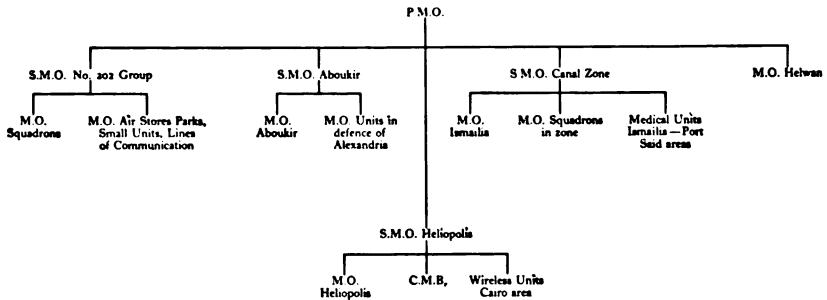 P.M.O.
S.M.O. No. 202 Group
S.M.O. Aboukir
S.M.O. Canal Zone
M.O. Helwan
M.O.
Squadrons
M.O. Air Stores Parks,
Small Units, Lines
of Communication
M.O.
Aboukir
M.O. Units in
defence of
Alexandria
M.O.
Ismailia
M.O. Squadrons
in zone
Medical Units
Ismailia—Port
Said areas
S.M.O. Heliopolis
M.O.
Heliopolis
C.M.B,
Wireless Units
Cairo area